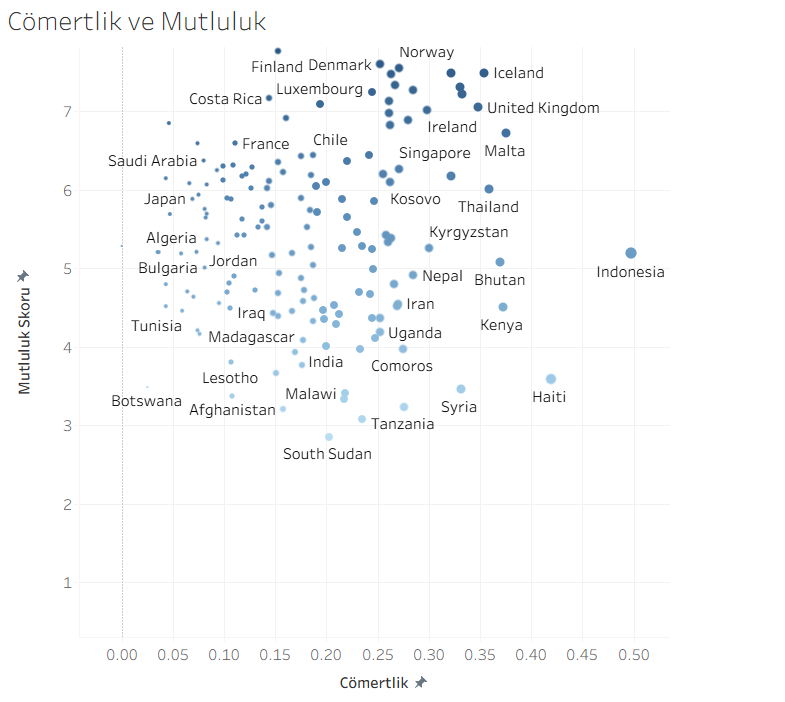 Cömertlik ve Mutluluk
Norway
Finland Denmark
Iceland
Luxembourg
Costa Rica
United Kingdom
7
Ireland
Chile
France
Malta
Singapore
Saudi Arabia
6
Japan
Kosovo
Thailand
Kyrgyzstan
Algeria
Jordan
Bulgaria
5
Indonesia
Nepal
Bhutan
Iran
Iraq
Tunisia
Kenya
Uganda
Madagascar
4
India
Comoros
Lesotho
Malawi
Haiti
Botswana
Syria
Afghanistan
Tanzania
3
South Sudan
2
1
Mutluluk Skoru
0.00 0.05 0.10 0.15 0.20 0.25 0.30 0.35 0.40 0.45 0.50
Cömertlik